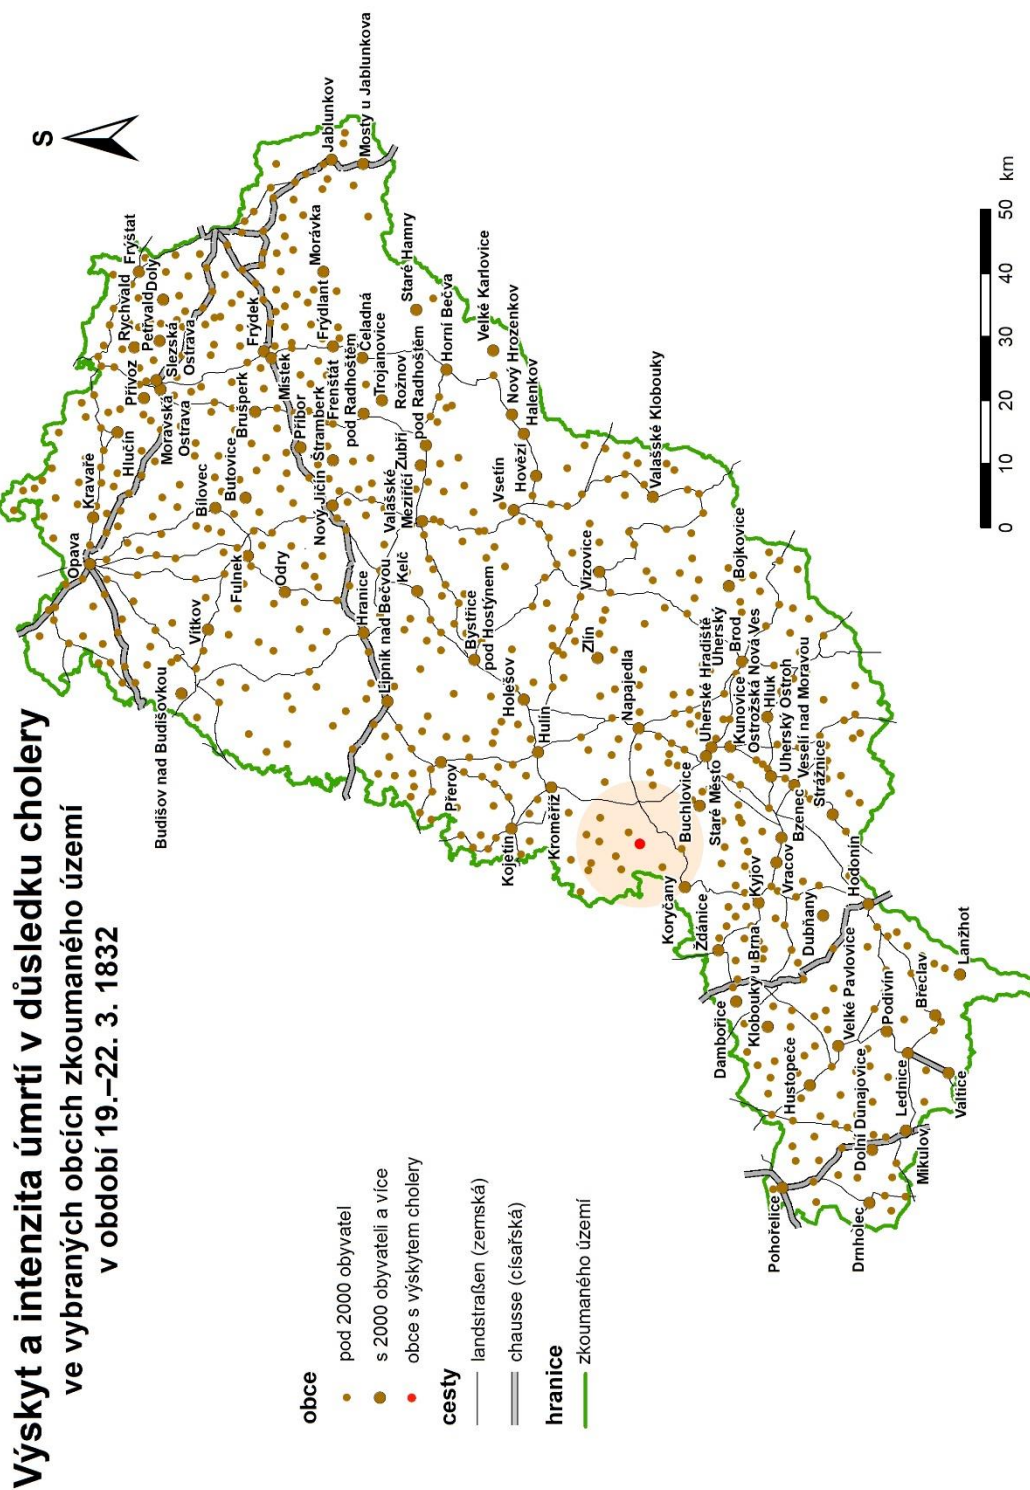 Výskyt a intenzita úmrtí v důsledku cholery
ve vybraných obcích zkoumaného území
v období 19.–22. 3. 1832
obce
pod 2000 obyvatel
s 2000 obyvateli a více
obce s výskytem cholery
cesty
landstraßen (zemská)
chausse (císařská)
hranice
zkoumaného území
S
Opava
Kravaře
Hlučín
Přívoz
Rychvald
Fryštat
Petřvald
Doly
Slezská
Ostrava
Moravská
Ostrava
Budišov nad Budišovkou
Vítkov
Bílovec
Butovice
Brušperk
Fulnek
Odry
Frýdek
Místek
Příbor
Nový Jičín
Štramberk
Frenštát
pod Radhoštěm
Frýdlant
Morávka
Jablunkov
Mosty u Jablunkova
Čeladná
Trojanovice
Staré Hamry
Hranice
Lipník nad Bečvou
Kelč
Valašské
Meziříčí
Zubří
Rožnov
pod Radhoštěm
Horní Bečva
Velké Karlovice
Nový Hrozenkov
Halenkov
Hovězí
Vsetín
Přerov
Bystřice
pod Hostýnem
Holešov
Hulín
Kojetín
Kroměříž
Vizovice
Zlín
Valašské Klobouky
Napajedla
Koryčany
Buchlovice
Staré Město
Uherské Hradiště
Uherský
Brod
Bojkovice
Kunovice
Ostrožská Nová Ves
Hluk
Uherský Ostroh
Veselí nad Moravou
Strážnice
Bzenec
Vracov
Kyjov
Ždánice
Dambořice
Klobouky u Brna
Dubňany
Hodonín
Hustopeče
Velké Pavlovice
Podivín
Břeclav
Lanžhot
Pohořelice
Dolní Dunajovice
Drnholec
Mikulov
Lednice
Valtice
0 10 20 30 40 50 km